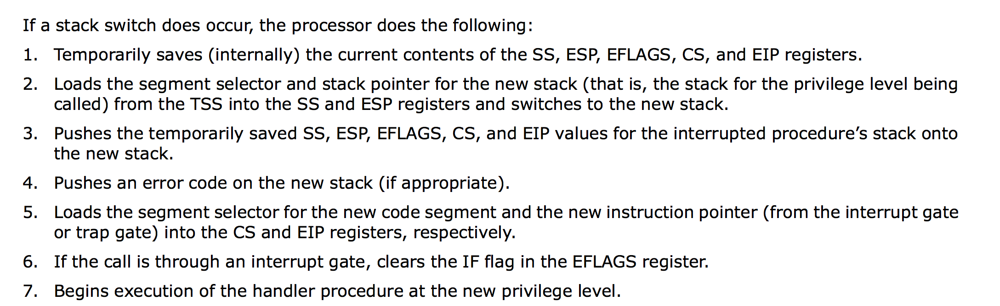 If a stack switch does occur, the processor does the following:
1. Temporarily saves (internally) the current contents of the SS, ESP, EFLAGS, CS, and EIP registers.
2. Loads the segment selector and stack pointer for the new stack (that is, the stack for the privilege level being
called) from the TSS into the SS and ESP registers and switches to the new stack.
3. Pushes the temporarily saved SS, ESP, EFLAGS, CS, and EIP values for the interrupted procedure’s stack onto
the new stack.
4. Pushes an error code on the new stack (if appropriate).
5. Loads the segment selector for the new code segment and the new instruction pointer (from the interrupt gate
or trap gate) into the CS and EIP registers, respectively.
6. If the call is through an interrupt gate, clears the IF flag in the EFLAGS register.
7. Begins execution of the handler procedure at the new privilege level.